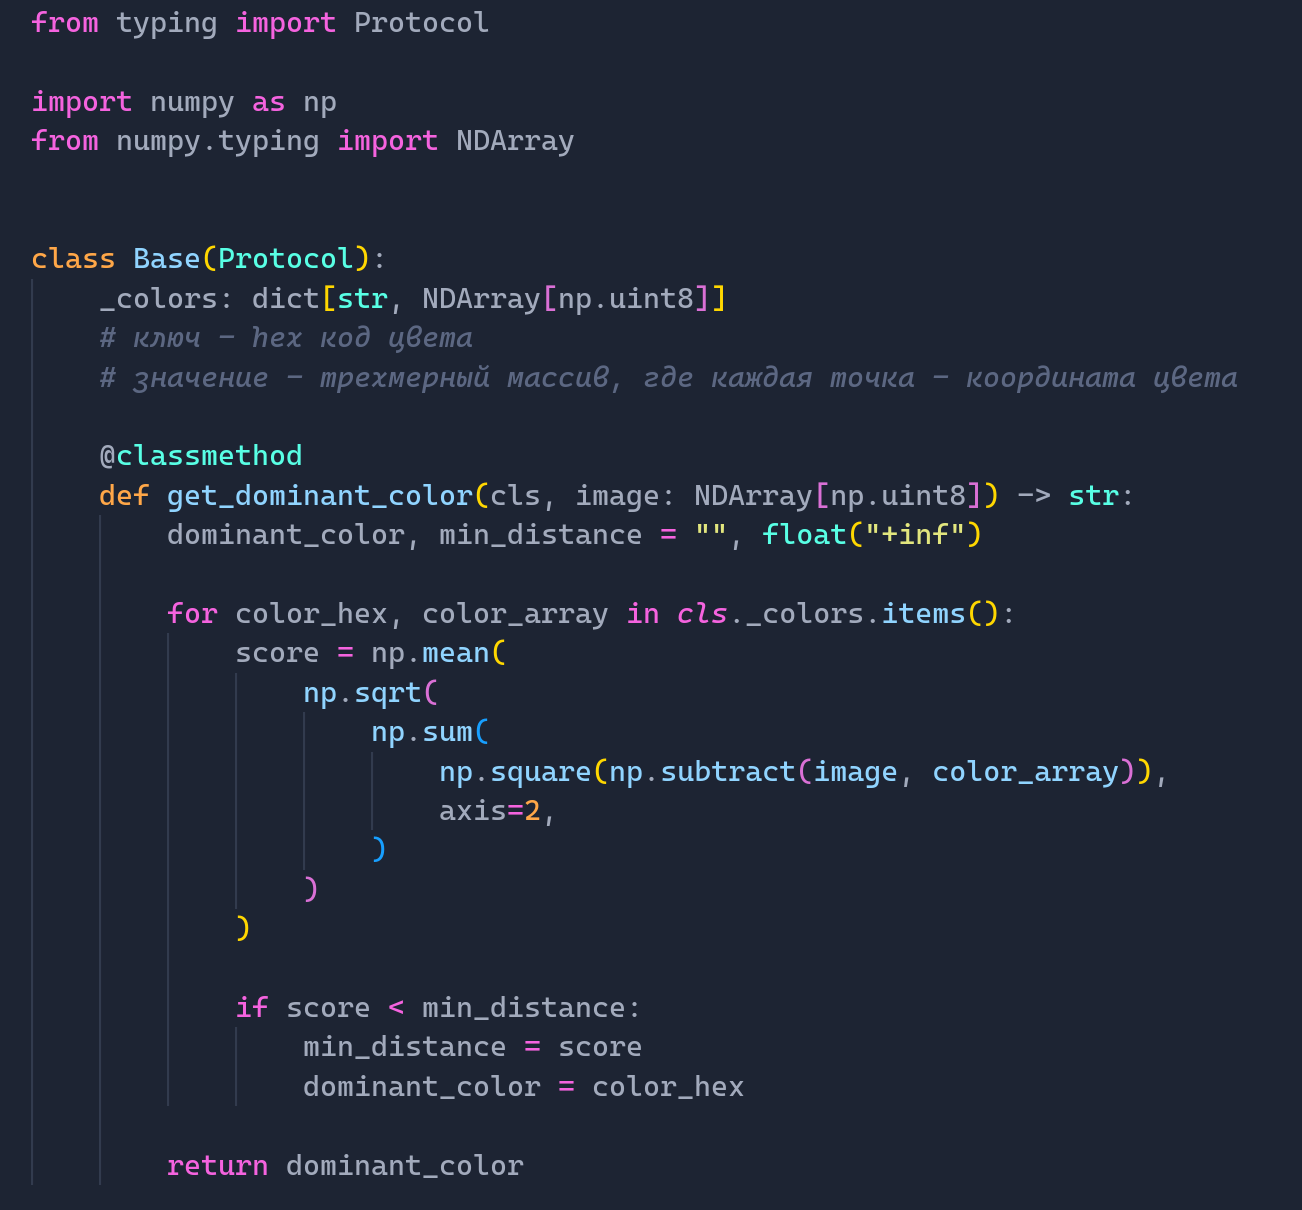 from typing import Protocol
import numpy as np
from numpy.typing import NDArray
class Base(Protocol):
    _colors: dict[str, NDArray[np.uint8]]
    # ключ - hex код цвета
    # значение - трехмерный массив, где каждая точка - координата цвета
    @classmethod
    def get_dominant_color(cls, image: NDArray[np.uint8]) -> str:
        dominant_color, min_distance = "", float("+inf")
        for color_hex, color_array in cls._colors.items():
            score = np.mean(
                np.sqrt(
                    np.sum(
                        np.square(np.subtract(image, color_array)),
                        axis=2,
                    )
                )
            )
            if score < min_distance:
                min_distance = score
                dominant_color = color_hex
        return dominant_color